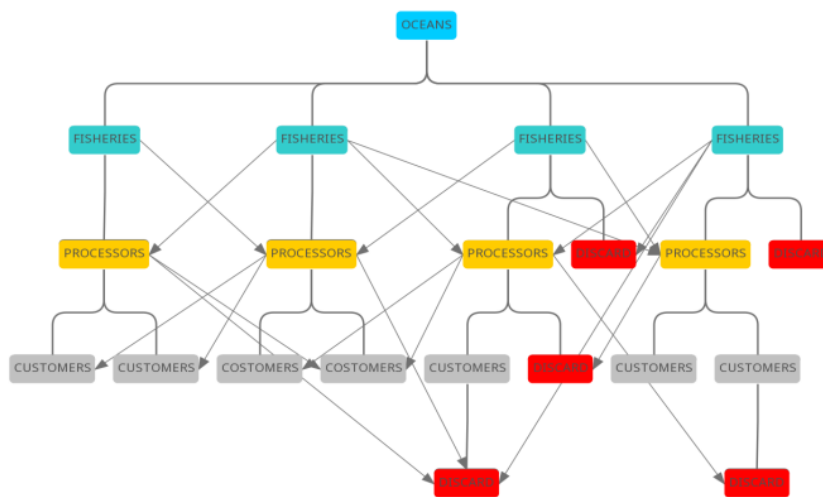 OCEANS
FISHERIES
FISHERIES
FISHERIES
FISHERIES
PROCESSORS
PROCESSORS
PROCESSORS
DISCARD
PROCESSORS
DISCARD
CUSTOMERS
CUSTOMERS
COSTOMERS
COSTOMERS
CUSTOMERS
DISCARD
CUSTOMERS
CUSTOMERS
DISCARD
DISCARD